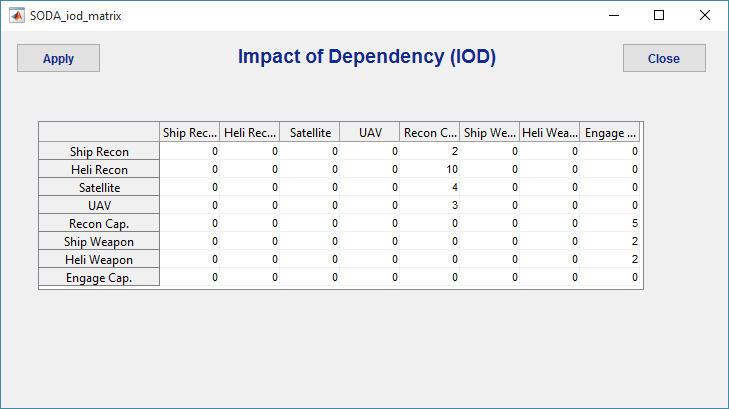 SODA_iod_matrix
Apply
Impact of Dependency (IOD)
Close
Ship Rec... Heli Rec... Satellite UAV Recon C... Ship We... Heli Wea... Engage ...
Ship Recon 0 0 0 0 2 0 0 0
Heli Recon 0 0 0 0 10 0 0 0
Satellite 0 0 0 0 4 0 0 0
UAV 0 0 0 0 3 0 0 0
Recon Cap. 0 0 0 0 0 0 0 5
Ship Weapon 0 0 0 0 0 0 0 2
Heli Weapon 0 0 0 0 0 0 0 2
Engage Cap. 0 0 0 0 0 0 0 0